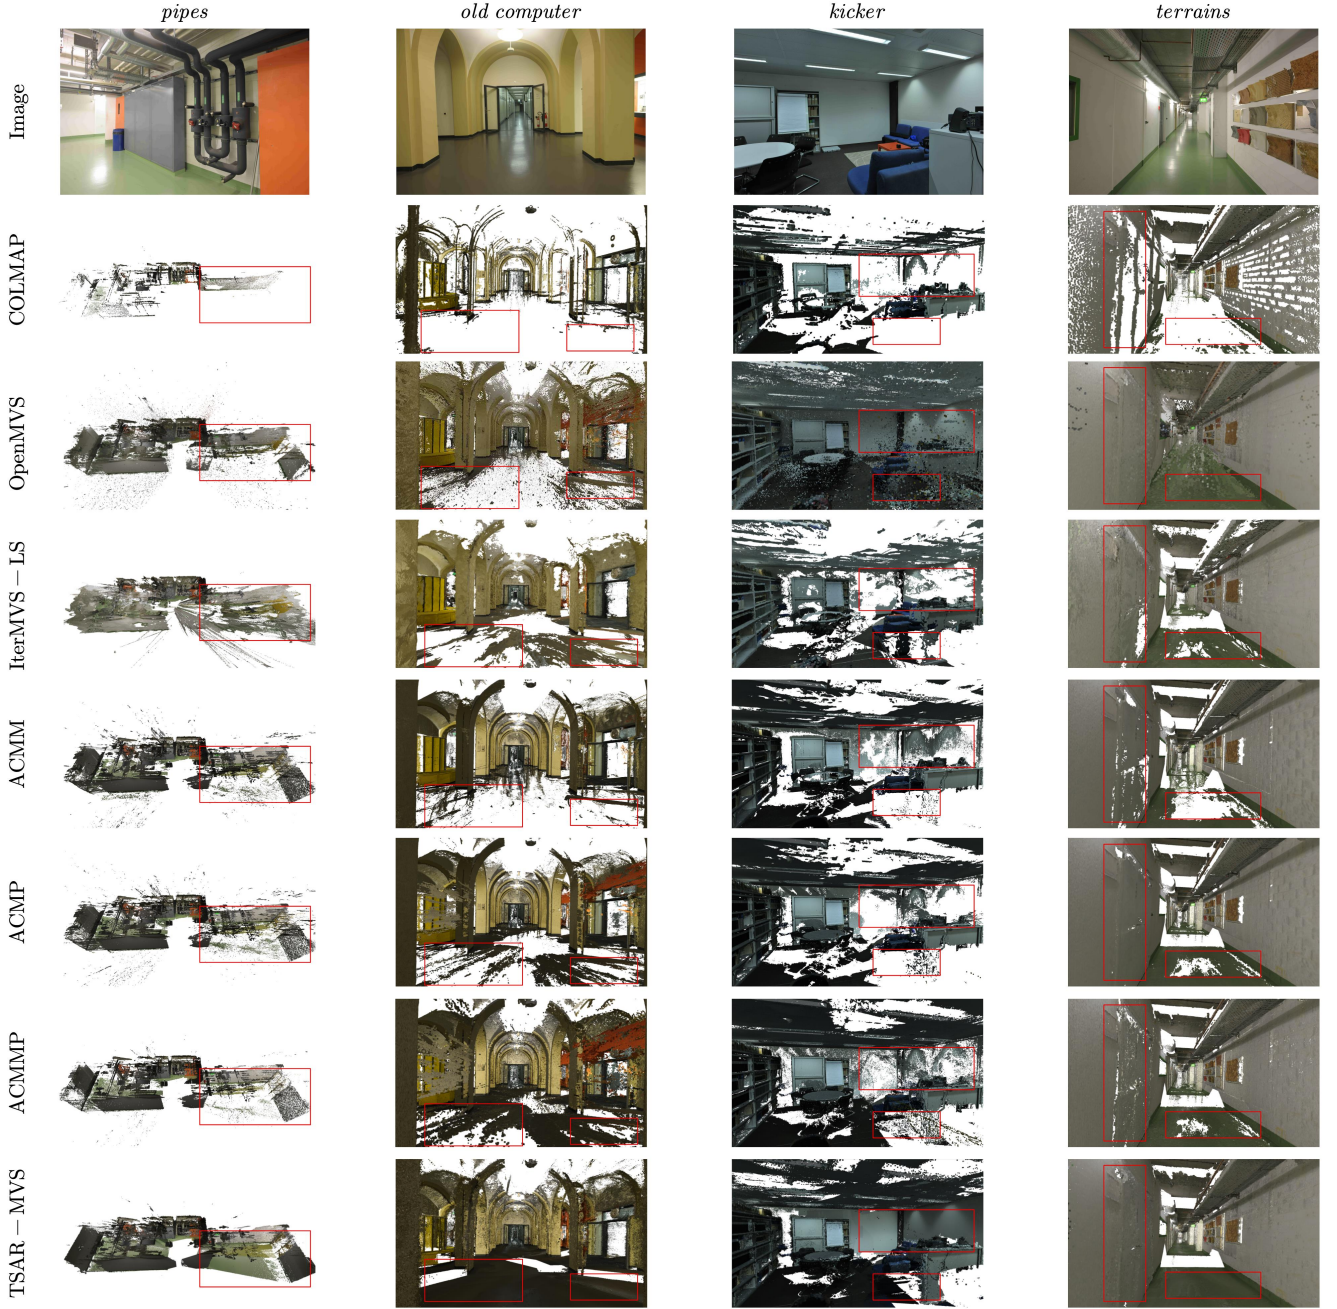 pipes old computer kicker terrains
Image
COLMAP
OpenMVS
IterMVS − LS
ACMM
ACMP
ACMMP
TSAR − MVS